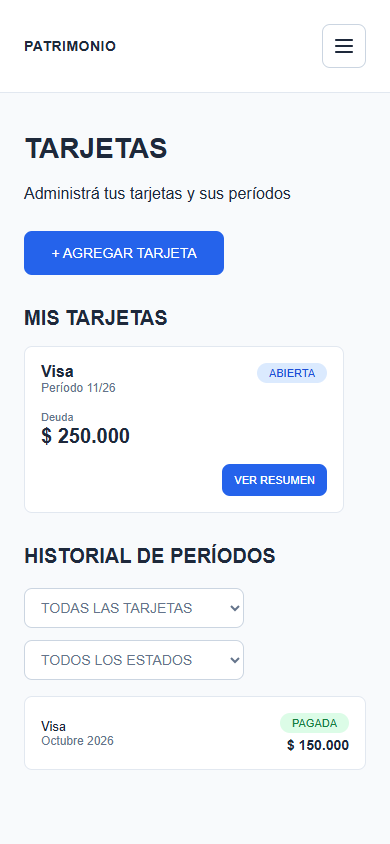 PATRIMONIO
TARJETAS
Administrá tus tarjetas y sus períodos
+ AGREGAR TARJETA
MIS TARJETAS
Visa
ABIERTA
Período 11/26
Deuda
$ 250.000
VER RESUMEN
HISTORIAL DE PERÍODOS
TODAS LAS TARJETAS
TODOS LOS ESTADOS
Visa
PAGADA
Octubre 2026
$ 150.000